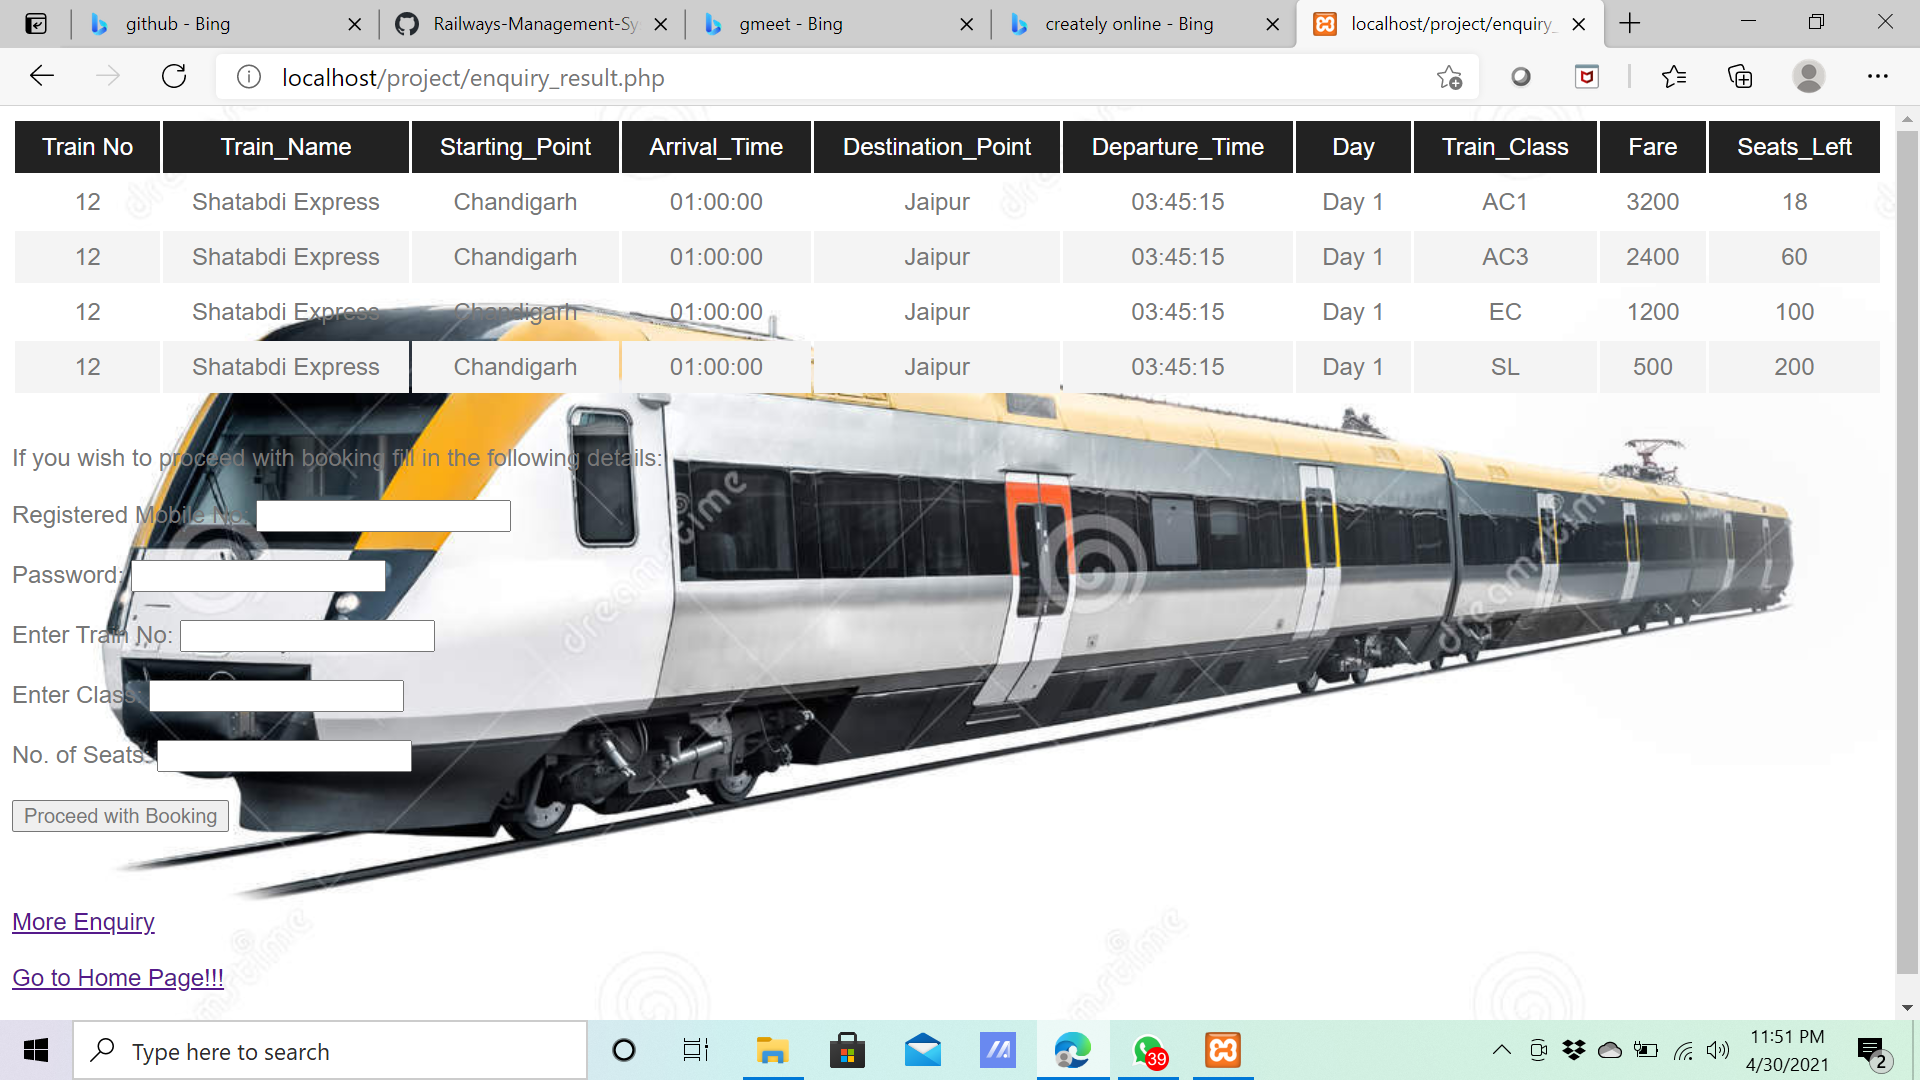 github - Bing
Railways-Management-Sy
gmeet - Bing
creately online - Bing
localhost/project/enquiry_
localhost/project/enquiry_result.php
Train No Train_Name Starting_Point Arrival_Time Destination_Point Departure_Time Day Train_Class Fare Seats_Left
12 Shatabdi Express Chandigarh 01:00:00 Jaipur 03:45:15 Day 1 AC1 3200 18
12 Shatabdi Express Chandigarh 01:00:00 Jaipur 03:45:15 Day 1 AC3 2400 60
12 Shatabdi Express Chandigarh 01:00:00 Jaipur 03:45:15 Day 1 EC 1200 100
12 Shatabdi Express Chandigarh 01:00:00 Jaipur 03:45:15 Day 1 SL 500 200
If you wish to proceed with booking fill in the following details:
Registered Mobile No:
Password:
Enter Train No:
Enter Class:
No. of Seats:
Proceed with Booking
More Enquiry
Go to Home Page!!!
dreamstime
dreamstime
dreamstime
Type here to search
39
11:51 PM
4/30/2021
2